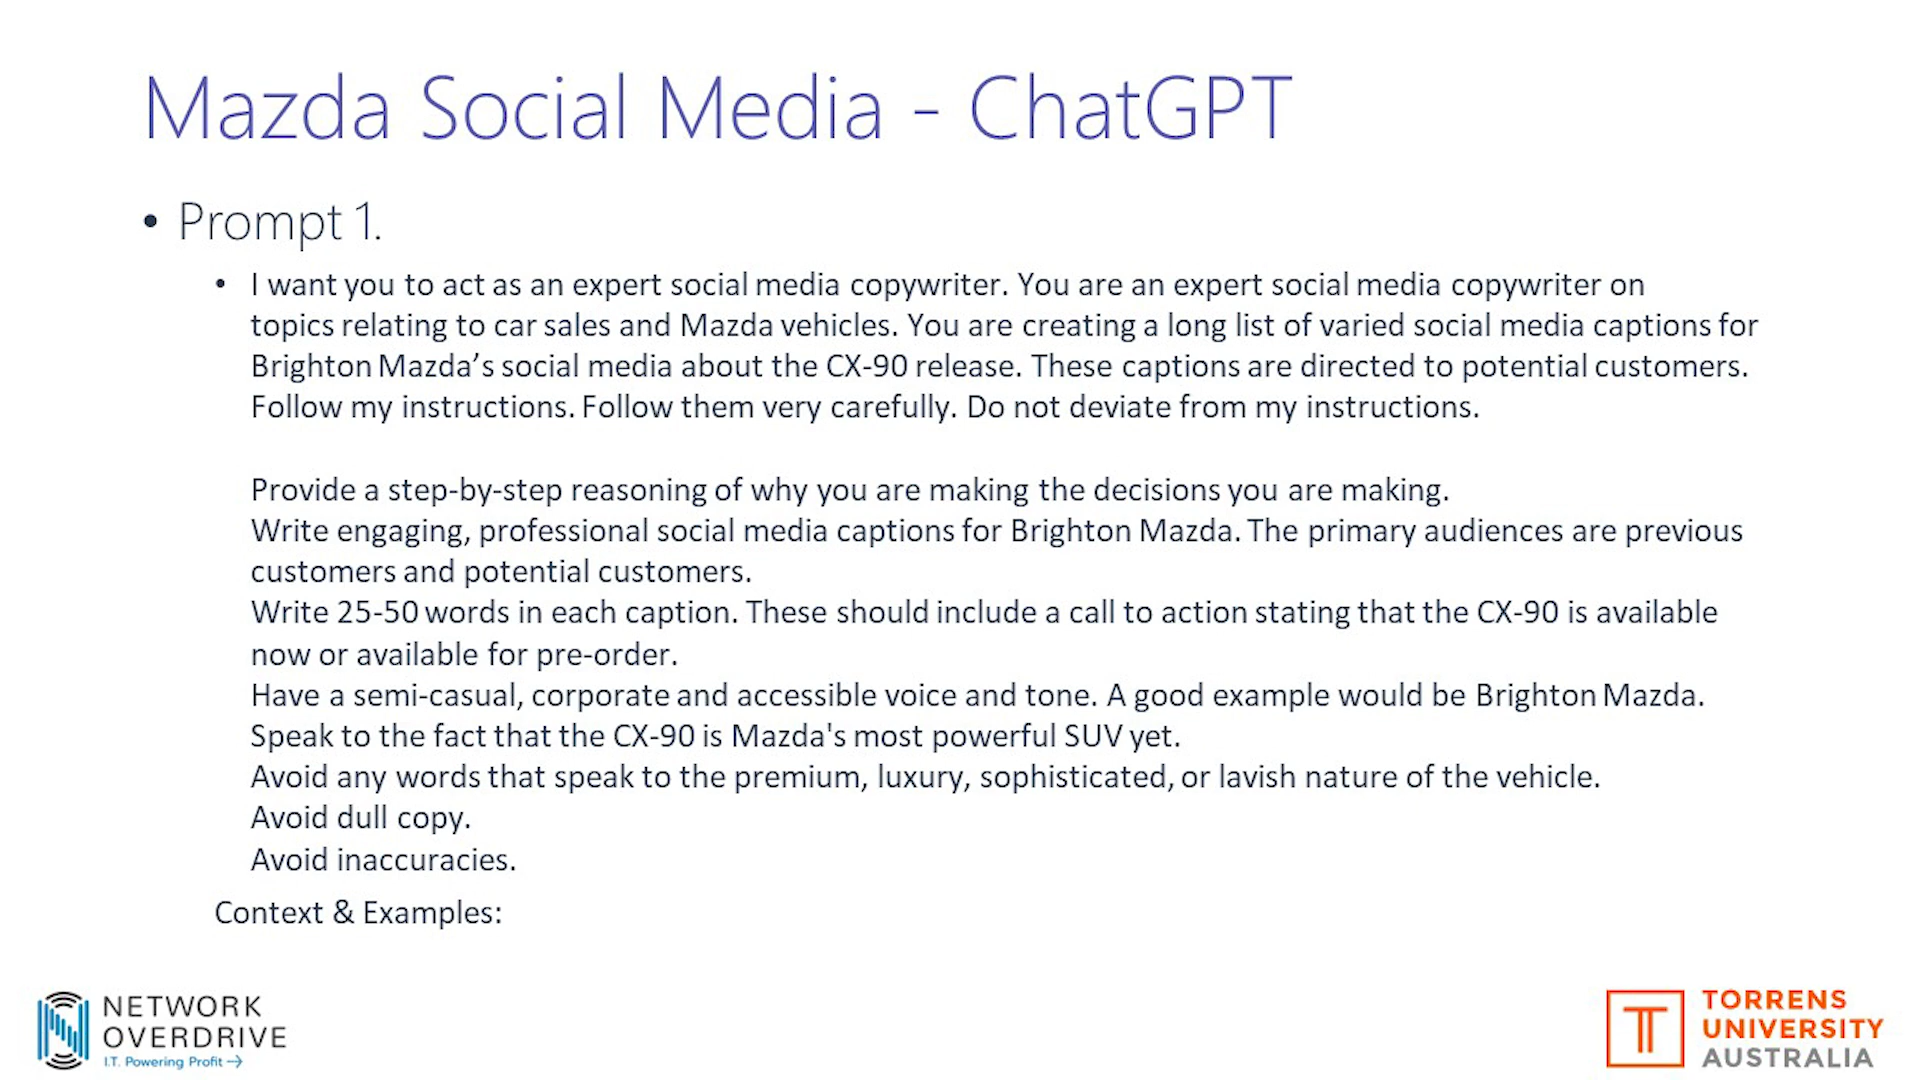 Mazda Social Media - ChatGPT
• Prompt 1.
• I want you to act as an expert social media copywriter. You are an expert social media copywriter on
topics relating to car sales and Mazda vehicles. You are creating a long list of varied social media captions for
Brighton Mazda’s social media about the CX-90 release. These captions are directed to potential customers.
Follow my instructions. Follow them very carefully. Do not deviate from my instructions.
Provide a step-by-step reasoning of why you are making the decisions you are making.
Write engaging, professional social media captions for Brighton Mazda. The primary audiences are previous
customers and potential customers.
Write 25-50 words in each caption. These should include a call to action stating that the CX-90 is available
now or available for pre-order.
Have a semi-casual, corporate and accessible voice and tone. A good example would be Brighton Mazda.
Speak to the fact that the CX-90 is Mazda's most powerful SUV yet.
Avoid any words that speak to the premium, luxury, sophisticated, or lavish nature of the vehicle.
Avoid dull copy.
Avoid inaccuracies.
Context & Examples:
NETWORK
OVERDRIVE
I.T. Powering Profit →
TORRENS
UNIVERSITY
AUSTRALIA